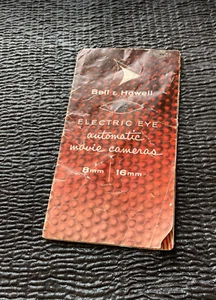 Bell & Howell
ELECTRIC EYE
automatic
movie cameras
8mm 16mm